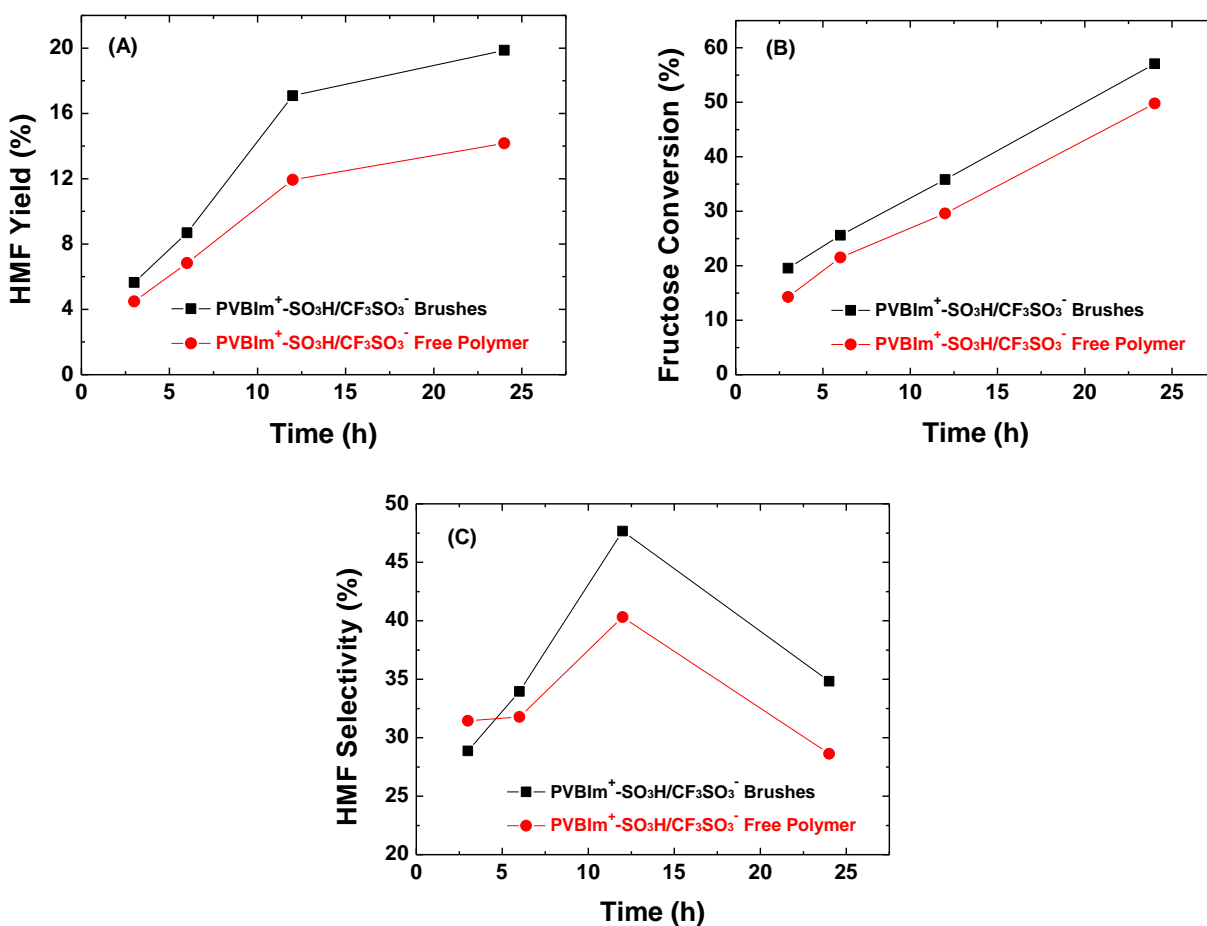 (A)
HMF Yield (%)
20
16
12
8
4
0
PVBIm⁺-SO₃H/CF₃SO₃⁻ Brushes
PVBIm⁺-SO₃H/CF₃SO₃⁻ Free Polymer
0 5 10 15 20 25
Time (h)
(B)
Fructose Conversion (%)
60
50
40
30
20
10
0
PVBIm⁺-SO₃H/CF₃SO₃⁻ Brushes
PVBIm⁺-SO₃H/CF₃SO₃⁻ Free Polymer
0 5 10 15 20 25
Time (h)
(C)
HMF Selectivity (%)
50
45
40
35
30
25
20
PVBIm⁺-SO₃H/CF₃SO₃⁻ Brushes
PVBIm⁺-SO₃H/CF₃SO₃⁻ Free Polymer
0 5 10 15 20 25
Time (h)